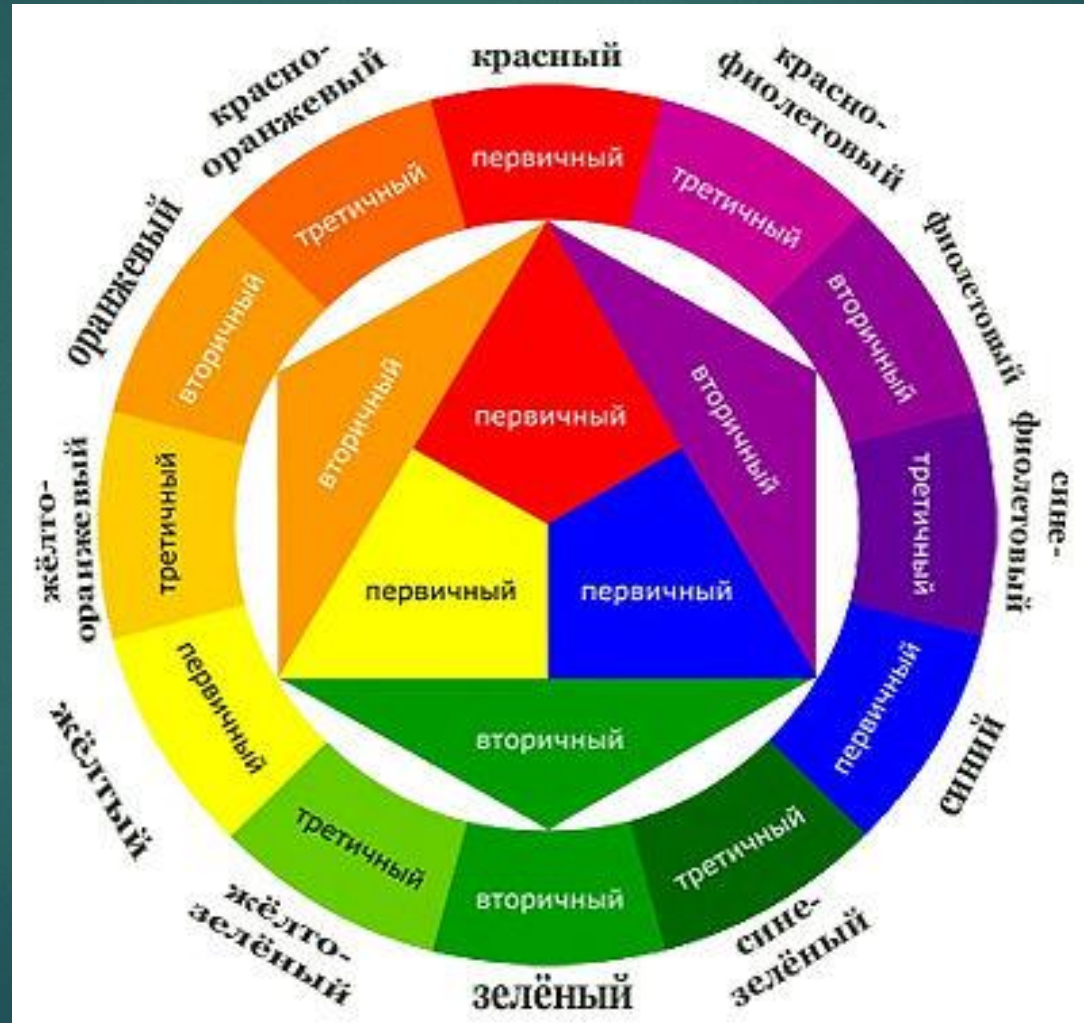 красный
красно-
фиолетовый
фиолетовый
сине-
фиолетовый
синий
сине-
зелёный
зелёный
жёлто-
зелёный
жёлтый
жёлто-
оранжевый
оранжевый
красно-
оранжевый
первичный
третичный
вторичный
третичный
первичный
третичный
вторичный
третичный
первичный
третичный
вторичный
третичный
вторичный
первичный
вторичный
первичный
первичный
вторичный